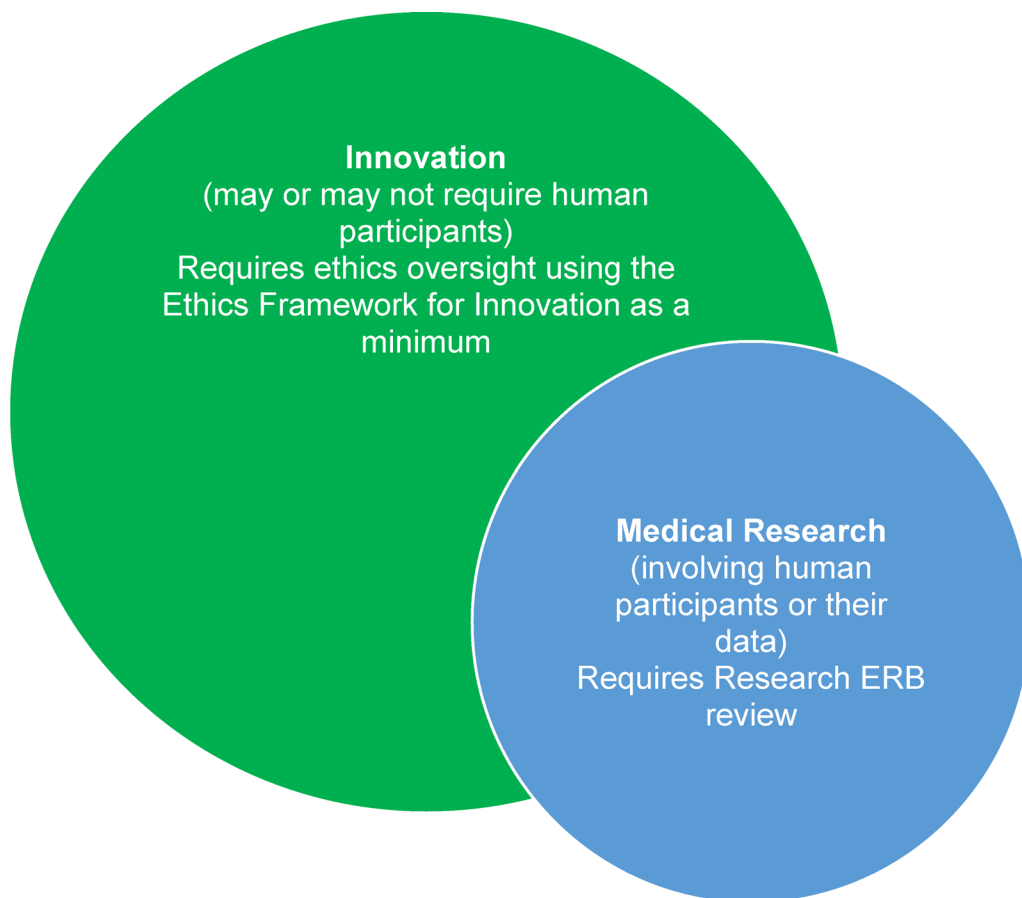 Innovation
(may or may not require human
participants)
Requires ethics oversight using the
Ethics Framework for Innovation as a
minimum
Medical Research
(involving human
participants or their
data)
Requires Research ERB
review